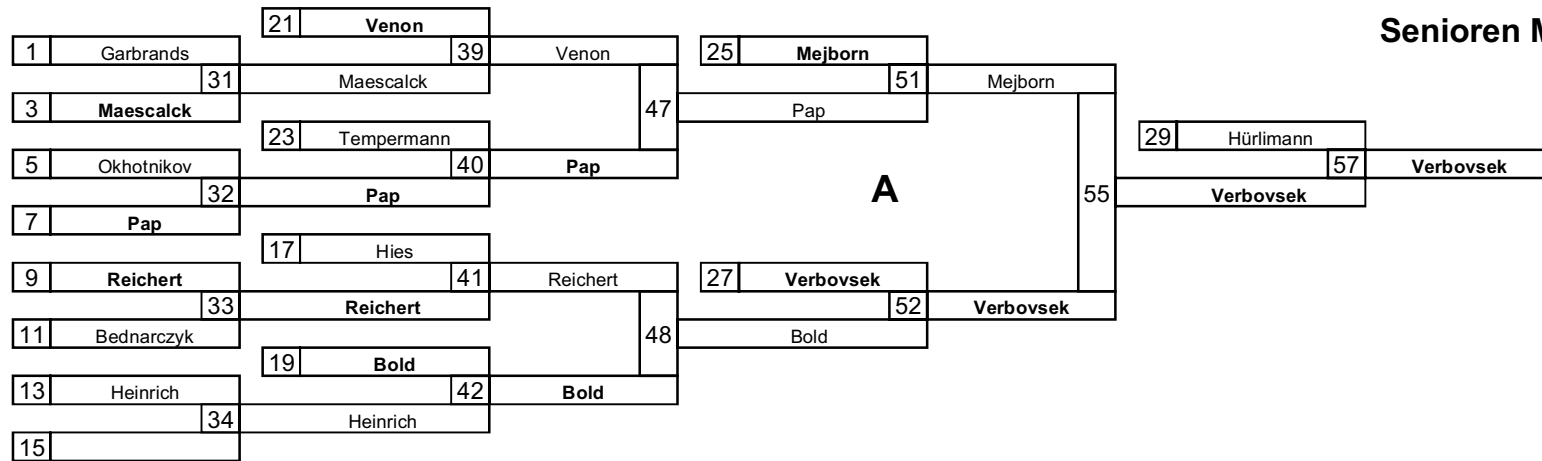 21 Venon
Senioren M
1 Garbrands 39 Venon 25 Mejborn
31 Maescalck 51 Mejborn
3 Maescalck 47 Pap
23 Tempermann 29 Hürlimann
5 Okhotnikov 40 Pap 57 Verbovsek
32 Pap A 55 Verbovsek
7 Pap
17 Hies
9 Reichert 41 Reichert 27 Verbovsek
33 Reichert 52 Verbovsek
11 Bednarczyk 48 Bold
19 Bold
13 Heinrich 42 Bold
34 Heinrich
15